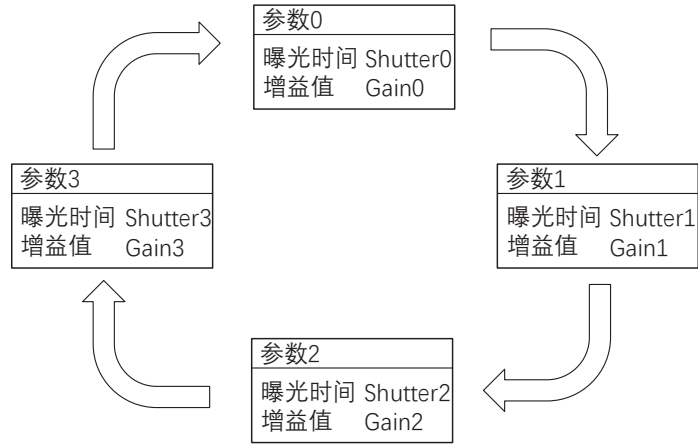 参数0
曝光时间 Shutter0
增益值 Gain0
参数3
曝光时间 Shutter3
增益值 Gain3
参数1
曝光时间 Shutter1
增益值 Gain1
参数2
曝光时间 Shutter2
增益值 Gain2